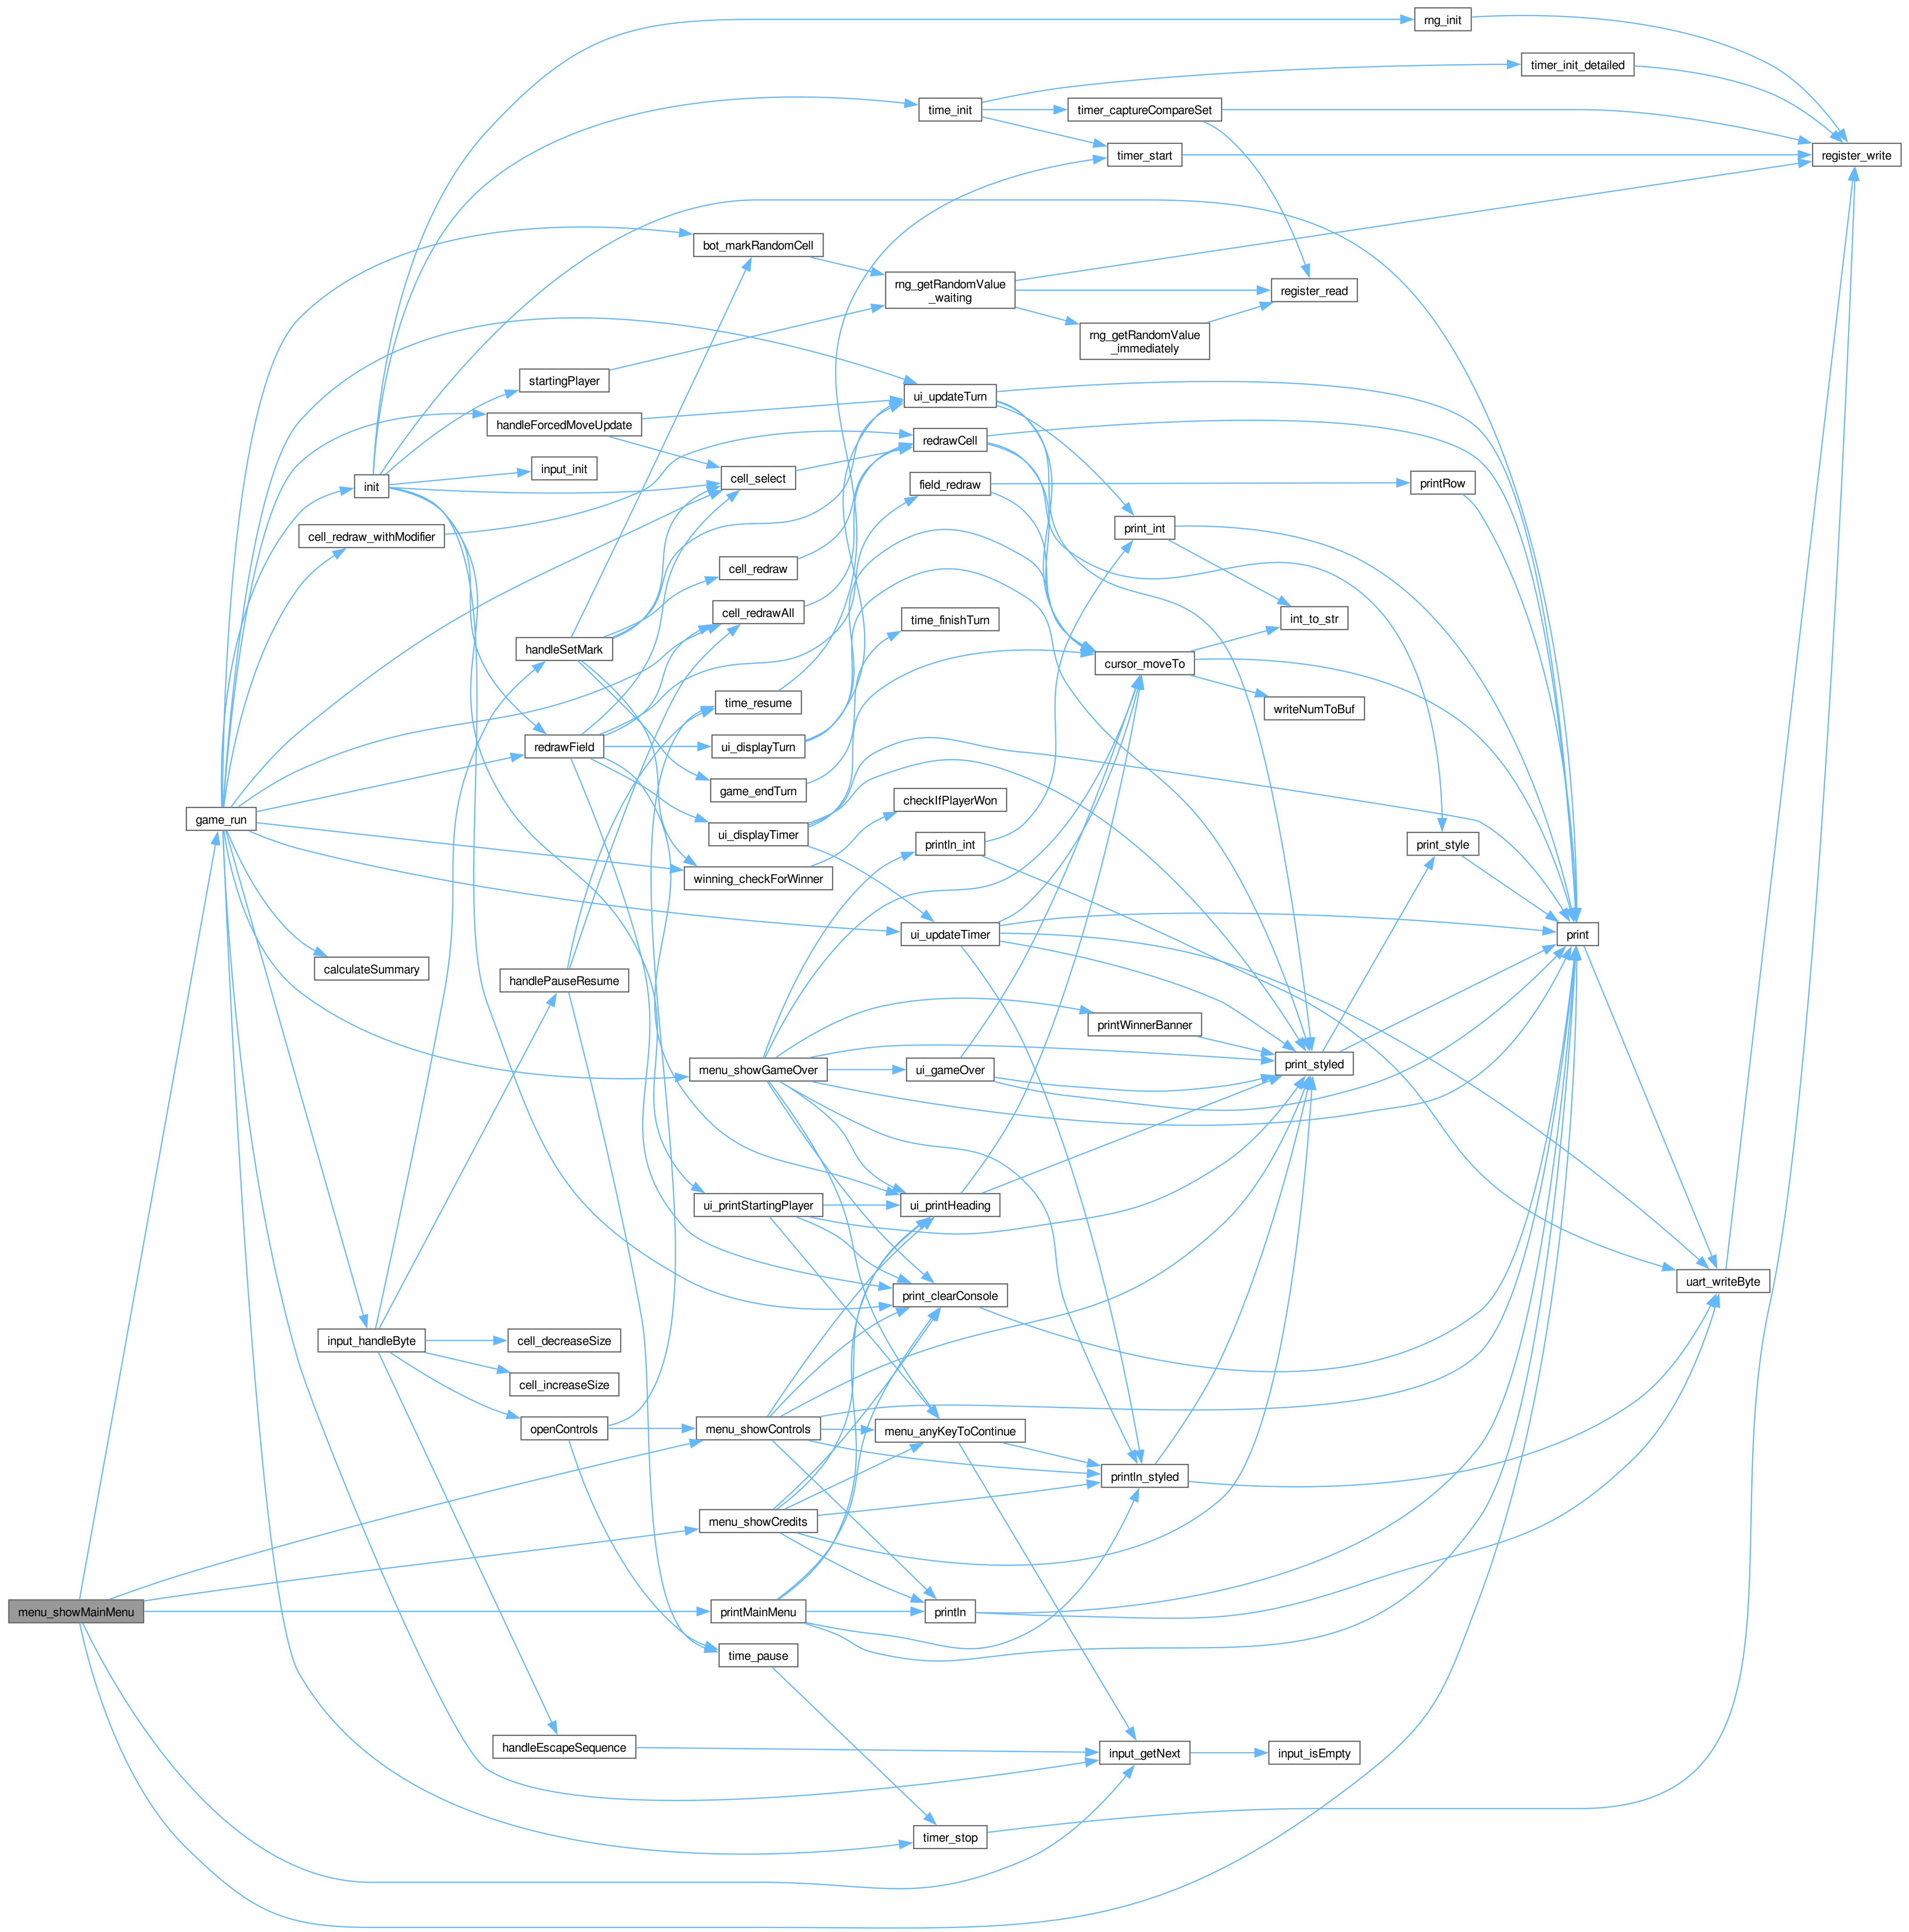 rng_init
timer_init_detailed
time_init
timer_captureCompareSet
timer_start
register_write
bot_markRandomCell
rng_getRandomValue
_waiting
register_read
rng_getRandomValue
_immediately
startingPlayer
ui_updateTurn
handleForcedMoveUpdate
redrawCell
input_init
cell_select
init
field_redraw
printRow
cell_redraw_withModifier
print_int
cell_redraw
cell_redrawAll
time_finishTurn
int_to_str
handleSetMark
cursor_moveTo
time_resume
writeNumToBuf
redrawField
ui_displayTurn
game_endTurn
checkIfPlayerWon
game_run
ui_displayTimer
println_int
print_style
winning_checkForWinner
ui_updateTimer
print
calculateSummary
handlePauseResume
printWinnerBanner
menu_showGameOver
ui_gameOver
print_styled
ui_printStartingPlayer
ui_printHeading
uart_writeByte
print_clearConsole
input_handleByte
cell_decreaseSize
cell_increaseSize
openControls
menu_showControls
menu_anyKeyToContinue
println_styled
menu_showCredits
menu_showMainMenu
printMainMenu
println
time_pause
handleEscapeSequence
input_getNext
input_isEmpty
timer_stop